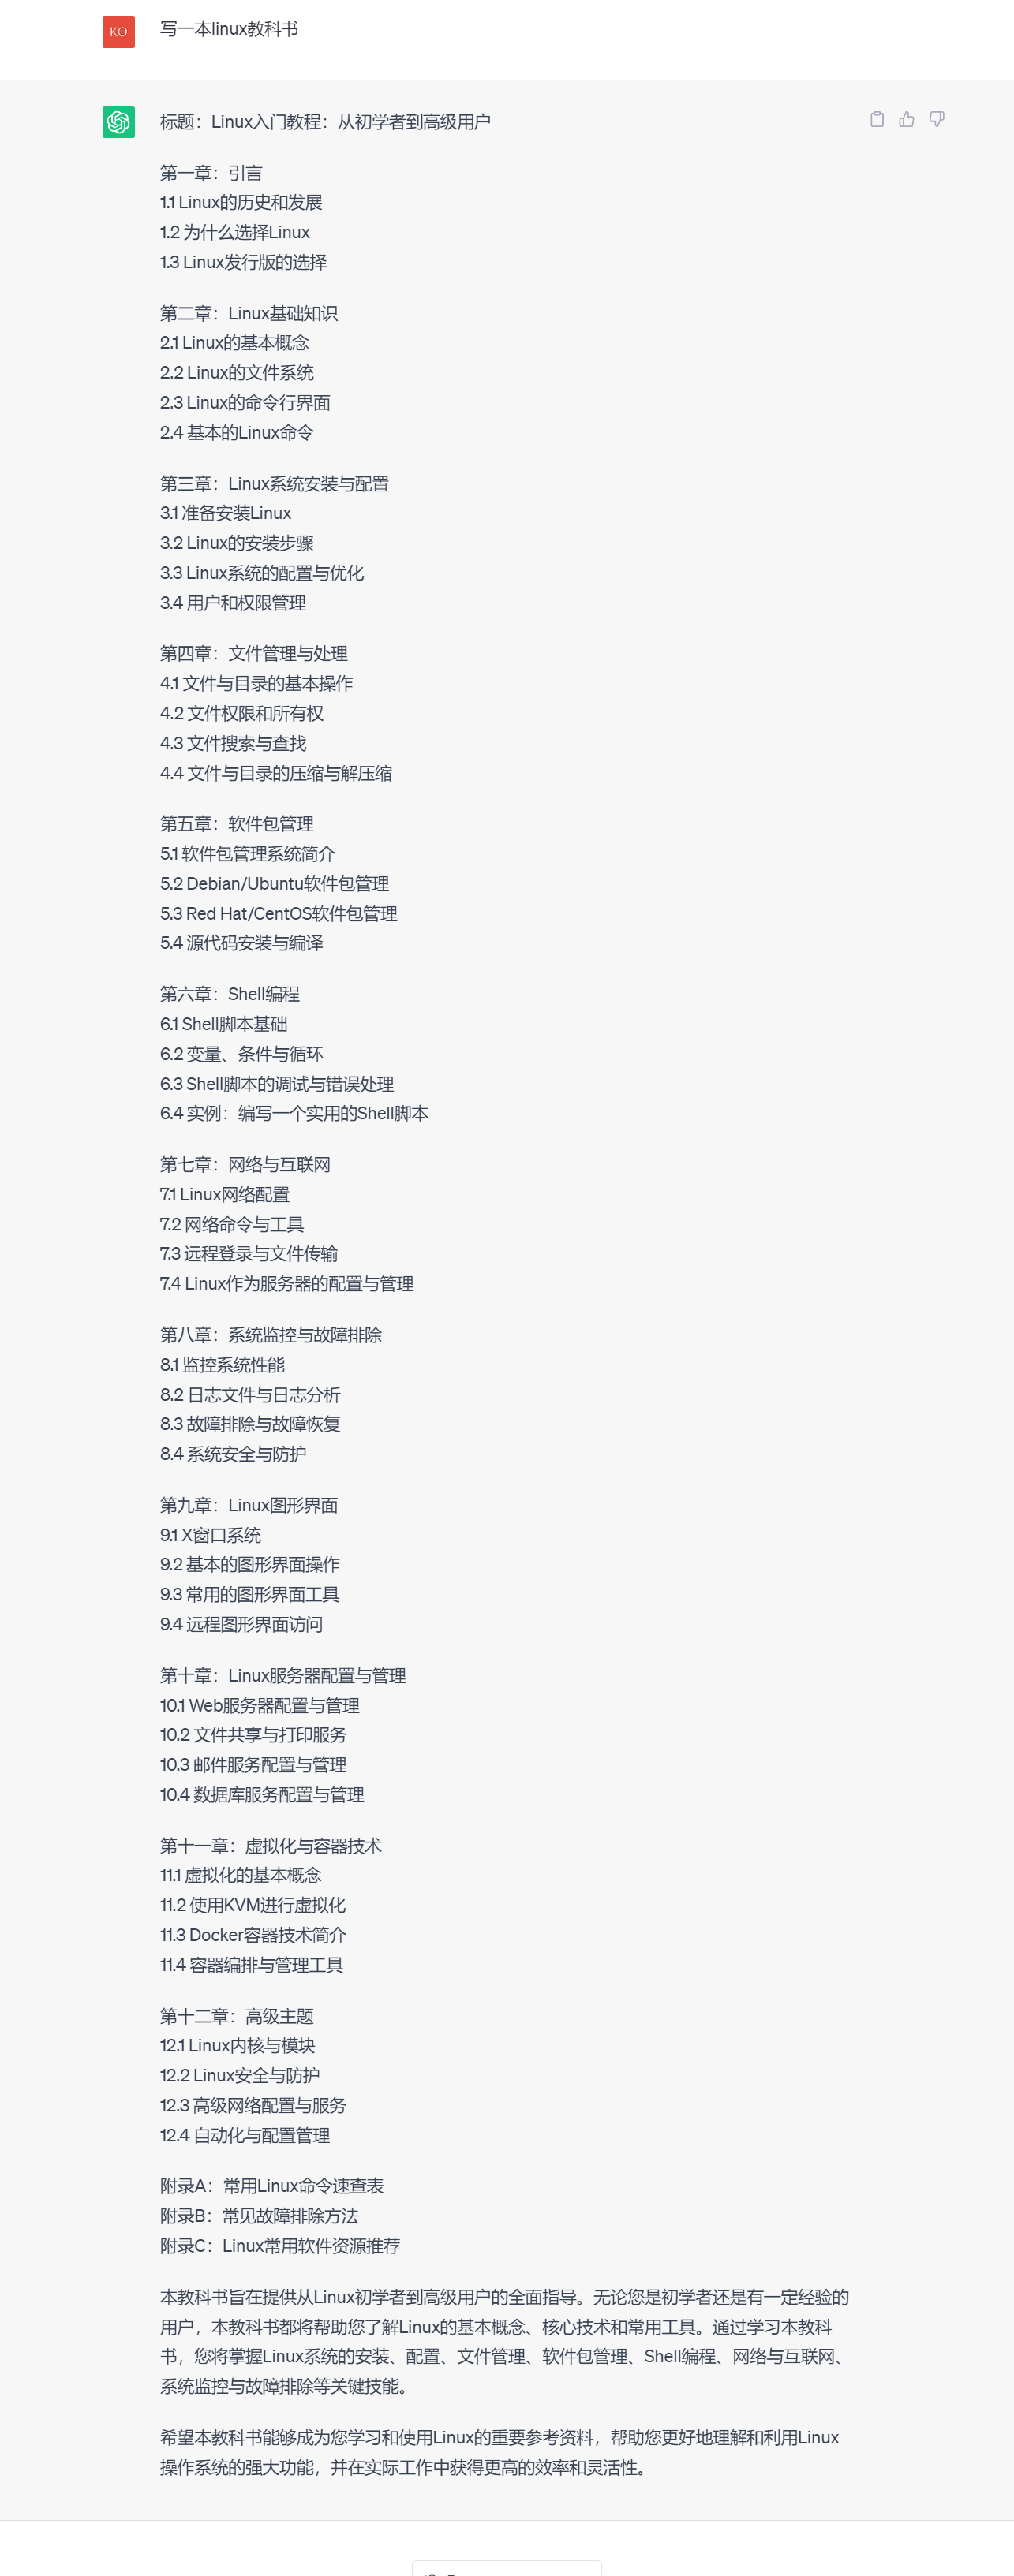 KO
写一本linux教科书
标题：Linux入门教程：从初学者到高级用户
第一章：引言
1.1 Linux的历史和发展
1.2 为什么选择Linux
1.3 Linux发行版的选择
第二章：Linux基础知识
2.1 Linux的基本概念
2.2 Linux的文件系统
2.3 Linux的命令行界面
2.4 基本的Linux命令
第三章：Linux系统安装与配置
3.1 准备安装Linux
3.2 Linux的安装步骤
3.3 Linux系统的配置与优化
3.4 用户和权限管理
第四章：文件管理与处理
4.1 文件与目录的基本操作
4.2 文件权限和所有权
4.3 文件搜索与查找
4.4 文件与目录的压缩与解压缩
第五章：软件包管理
5.1 软件包管理系统简介
5.2 Debian/Ubuntu软件包管理
5.3 Red Hat/CentOS软件包管理
5.4 源代码安装与编译
第六章：Shell编程
6.1 Shell脚本基础
6.2 变量、条件与循环
6.3 Shell脚本的调试与错误处理
6.4 实例：编写一个实用的Shell脚本
第七章：网络与互联网
7.1 Linux网络配置
7.2 网络命令与工具
7.3 远程登录与文件传输
7.4 Linux作为服务器的配置与管理
第八章：系统监控与故障排除
8.1 监控系统性能
8.2 日志文件与日志分析
8.3 故障排除与故障恢复
8.4 系统安全与防护
第九章：Linux图形界面
9.1 X窗口系统
9.2 基本的图形界面操作
9.3 常用的图形界面工具
9.4 远程图形界面访问
第十章：Linux服务器配置与管理
10.1 Web服务器配置与管理
10.2 文件共享与打印服务
10.3 邮件服务配置与管理
10.4 数据库服务配置与管理
第十一章：虚拟化与容器技术
11.1 虚拟化的基本概念
11.2 使用KVM进行虚拟化
11.3 Docker容器技术简介
11.4 容器编排与管理工具
第十二章：高级主题
12.1 Linux内核与模块
12.2 Linux安全与防护
12.3 高级网络配置与服务
12.4 自动化与配置管理
附录A：常用Linux命令速查表
附录B：常见故障排除方法
附录C：Linux常用软件资源推荐
本教科书旨在提供从Linux初学者到高级用户的全面指导。无论您是初学者还是有一定经验的
用户，本教科书都将帮助您了解Linux的基本概念、核心技术和常用工具。通过学习本教科
书，您将掌握Linux系统的安装、配置、文件管理、软件包管理、Shell编程、网络与互联网、
系统监控与故障排除等关键技能。
希望本教科书能够成为您学习和使用Linux的重要参考资料，帮助您更好地理解和利用Linux
操作系统的强大功能，并在实际工作中获得更高的效率和灵活性。